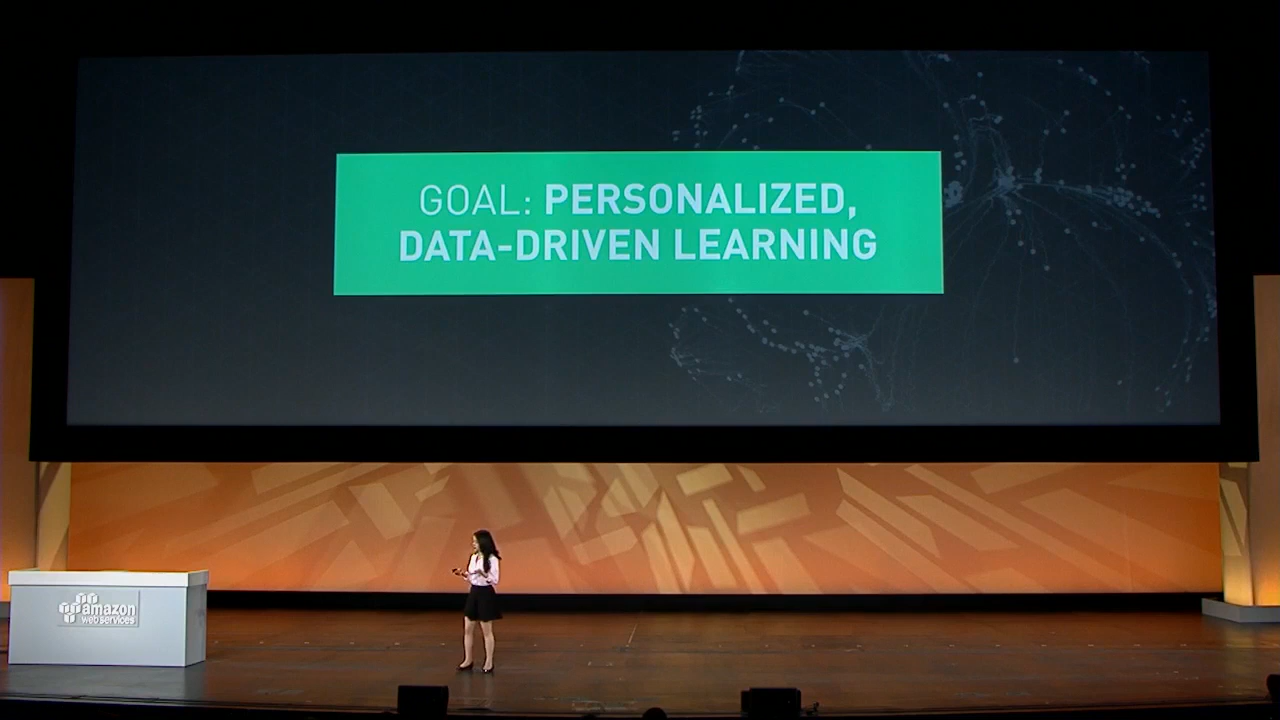 GOAL: PERSONALIZED,
DATA-DRIVEN LEARNING
amazon
web services